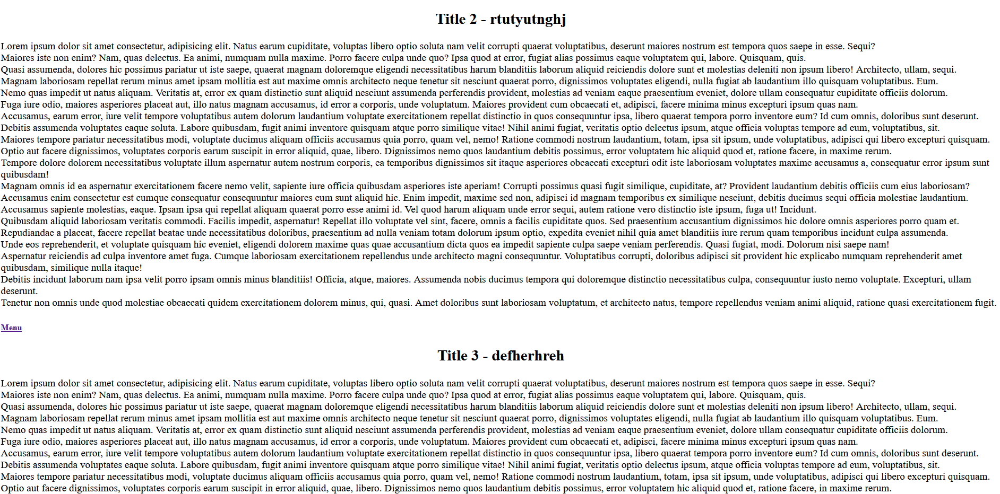 Title 2 - rtutyutnghj
Lorem ipsum dolor sit amet consectetur, adipisicing elit. Natus earum cupiditate, voluptas libero optio soluta nam velit corrupti quaerat voluptatibus, deserunt maiores nostrum est tempora quos saepe in esse. Sequi?
Maiores iste non enim? Nam, quas delectus. Ea animi, numquam nulla maxime. Porro facere culpa unde quo? Ipsa quod at error, fugiat alias possimus eaque voluptatem qui, labore. Quisquam, quis.
Quasi assumenda, dolores hic possimus pariatur ut iste saepe, quaerat magnam doloremque eligendi necessitatibus harum blanditiis laborum aliquid reiciendis dolore sunt et molestias deleniti non ipsum libero! Architecto, ullam, sequi.
Magnam laboriosam repellat rerum minus amet ipsam mollitia est aut maxime omnis architecto neque tenetur sit nesciunt quaerat porro, dignissimos voluptates eligendi, nulla fugiat ab laudantium illo quisquam voluptatibus. Eum.
Nemo quas impedit ut natus aliquam. Veritatis at, error ex quam distinctio sunt aliquid nesciunt assumenda perferendis provident, molestias ad veniam eaque praesentium eveniet, dolore ullam consequatur cupiditate officiis dolorum.
Fuga iure odio, maiores asperiores placeat aut, illo natus magnam accusamus, id error a corporis, unde voluptatum. Maiores provident cum obcaecati et, adipisci, facere minima minus excepturi ipsum quas nam.
Accusamus, earum error, iure velit tempore voluptatibus autem dolorum laudantium voluptate exercitationem repellat distinctio in quos consequuntur ipsa, libero quaerat tempora porro inventore eum? Id cum omnis, doloribus sunt deserunt.
Debitis assumenda voluptates eaque soluta. Labore quibusdam, fugit animi inventore quisquam atque porro similique vitae! Nihil animi fugiat, veritatis optio delectus ipsum, atque officia voluptas tempore ad eum, voluptatibus, sit.
Maiores tempore pariatur necessitatibus modi, voluptate ducimus aliquam officiis accusamus quia porro, quam vel, nemo! Ratione commodi nostrum laudantium, totam, ipsa sit ipsum, unde voluptatibus, adipisci qui libero excepturi quisquam.
Optio aut facere dignissimos, voluptates corporis earum suscipit in error aliquid, quae, libero. Dignissimos nemo quos laudantium debitis possimus, error voluptatem hic aliquid quod et, ratione facere, in maxime rerum.
Tempore dolore dolorem necessitatibus voluptate illum aspernatur autem nostrum corporis, ea temporibus dignissimos sit itaque asperiores obcaecati excepturi odit iste laboriosam voluptates maxime accusamus a, consequatur error ipsum sunt
quibusdam!
Magnam omnis id ea aspernatur exercitationem facere nemo velit, sapiente iure officia quibusdam asperiores iste aperiam! Corrupti possimus quasi fugit similique, cupiditate, at? Provident laudantium debitis officiis cum eius laboriosam?
Accusamus enim consectetur est cumque consequatur consequuntur maiores eum sunt aliquid hic. Enim impedit, maxime sed non, adipisci id magnam temporibus ex similique nesciunt, debitis ducimus sequi officia molestiae laudantium.
Accusamus sapiente molestias, eaque. Ipsam ipsa qui repellat aliquam quaerat porro esse animi id. Vel quod harum aliquam unde error sequi, autem ratione vero distinctio iste ipsum, fuga ut! Incidunt.
Quibusdam aliquid laboriosam veritatis commodi. Facilis impedit, aspernatur! Repellat illo voluptate vel sint, facere, omnis a facilis cupiditate quos. Sed praesentium accusantium dignissimos hic dolore omnis asperiores porro quam et.
Repudiandae a placeat, facere repellat beatae unde necessitatibus doloribus, praesentium ad nulla veniam totam dolorum ipsum optio, expedita eveniet nihil quia amet blanditiis iure rerum quam temporibus incidunt culpa assumenda.
Unde eos reprehenderit, et voluptate quisquam hic eveniet, eligendi dolorem maxime quas quae accusantium dicta quos ea impedit sapiente culpa saepe veniam perferendis. Quasi fugiat, modi. Dolorum nisi saepe nam!
Aspernatur reiciendis ad culpa inventore amet fuga. Cumque laboriosam exercitationem repellendus unde architecto magni consequuntur. Voluptatibus corrupti, doloribus adipisci sit provident hic explicabo numquam reprehenderit amet
quibusdam, similique nulla itaque!
Debitis incidunt laborum nam ipsa velit porro ipsam omnis minus blanditiis! Officia, atque, maiores. Assumenda nobis ducimus tempora qui doloremque distinctio necessitatibus culpa, consequuntur iusto nemo voluptate. Excepturi, ullam
deserunt.
Tenetur non omnis unde quod molestiae obcaecati quidem exercitationem dolorem minus, qui, quasi. Amet doloribus sunt laboriosam voluptatum, et architecto natus, tempore repellendus veniam animi aliquid, ratione quasi exercitationem fugit.
Menu
Title 3 - defherhreh
Lorem ipsum dolor sit amet consectetur, adipisicing elit. Natus earum cupiditate, voluptas libero optio soluta nam velit corrupti quaerat voluptatibus, deserunt maiores nostrum est tempora quos saepe in esse. Sequi?
Maiores iste non enim? Nam, quas delectus. Ea animi, numquam nulla maxime. Porro facere culpa unde quo? Ipsa quod at error, fugiat alias possimus eaque voluptatem qui, labore. Quisquam, quis.
Quasi assumenda, dolores hic possimus pariatur ut iste saepe, quaerat magnam doloremque eligendi necessitatibus harum blanditiis laborum aliquid reiciendis dolore sunt et molestias deleniti non ipsum libero! Architecto, ullam, sequi.
Magnam laboriosam repellat rerum minus amet ipsam mollitia est aut maxime omnis architecto neque tenetur sit nesciunt quaerat porro, dignissimos voluptates eligendi, nulla fugiat ab laudantium illo quisquam voluptatibus. Eum.
Nemo quas impedit ut natus aliquam. Veritatis at, error ex quam distinctio sunt aliquid nesciunt assumenda perferendis provident, molestias ad veniam eaque praesentium eveniet, dolore ullam consequatur cupiditate officiis dolorum.
Fuga iure odio, maiores asperiores placeat aut, illo natus magnam accusamus, id error a corporis, unde voluptatum. Maiores provident cum obcaecati et, adipisci, facere minima minus excepturi ipsum quas nam.
Accusamus, earum error, iure velit tempore voluptatibus autem dolorum laudantium voluptate exercitationem repellat distinctio in quos consequuntur ipsa, libero quaerat tempora porro inventore eum? Id cum omnis, doloribus sunt deserunt.
Debitis assumenda voluptates eaque soluta. Labore quibusdam, fugit animi inventore quisquam atque porro similique vitae! Nihil animi fugiat, veritatis optio delectus ipsum, atque officia voluptas tempore ad eum, voluptatibus, sit.
Maiores tempore pariatur necessitatibus modi, voluptate ducimus aliquam officiis accusamus quia porro, quam vel, nemo! Ratione commodi nostrum laudantium, totam, ipsa sit ipsum, unde voluptatibus, adipisci qui libero excepturi quisquam.
Optio aut facere dignissimos, voluptates corporis earum suscipit in error aliquid, quae, libero. Dignissimos nemo quos laudantium debitis possimus, error voluptatem hic aliquid quod et, ratione facere, in maxime rerum.